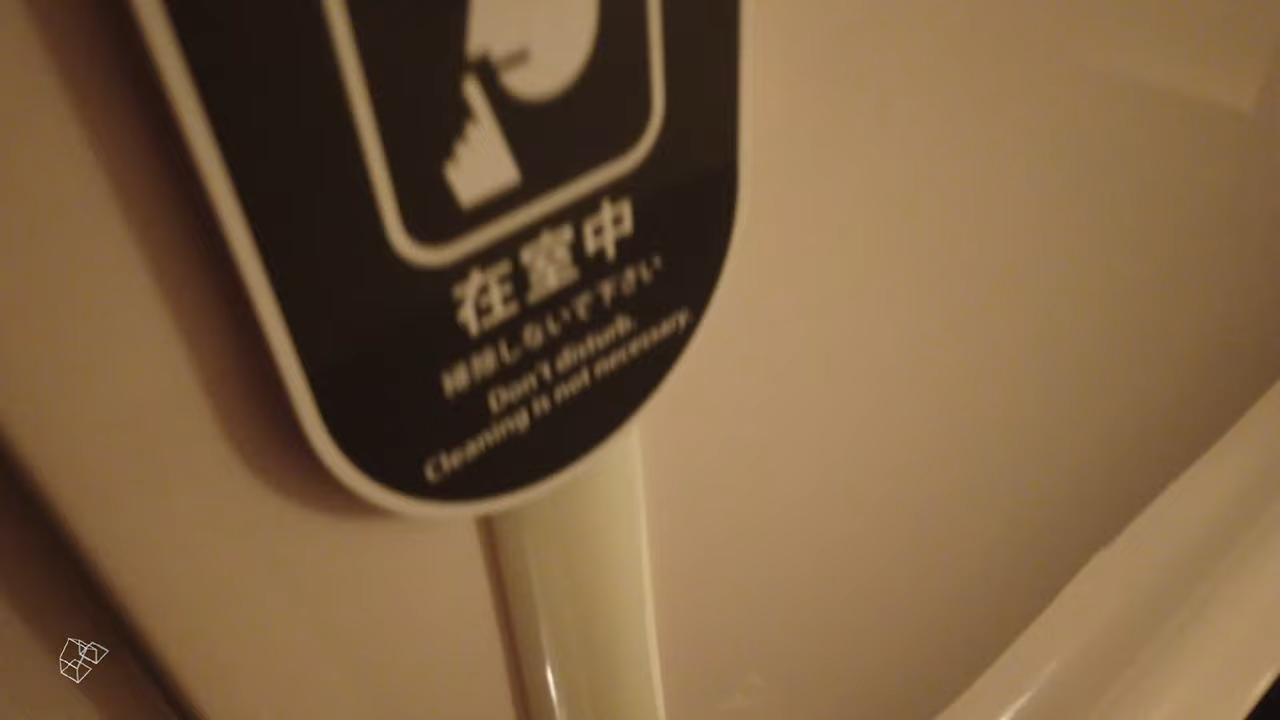 在室中
掃除しないで下さい
Don't disturb.
Cleaning is not necessary.